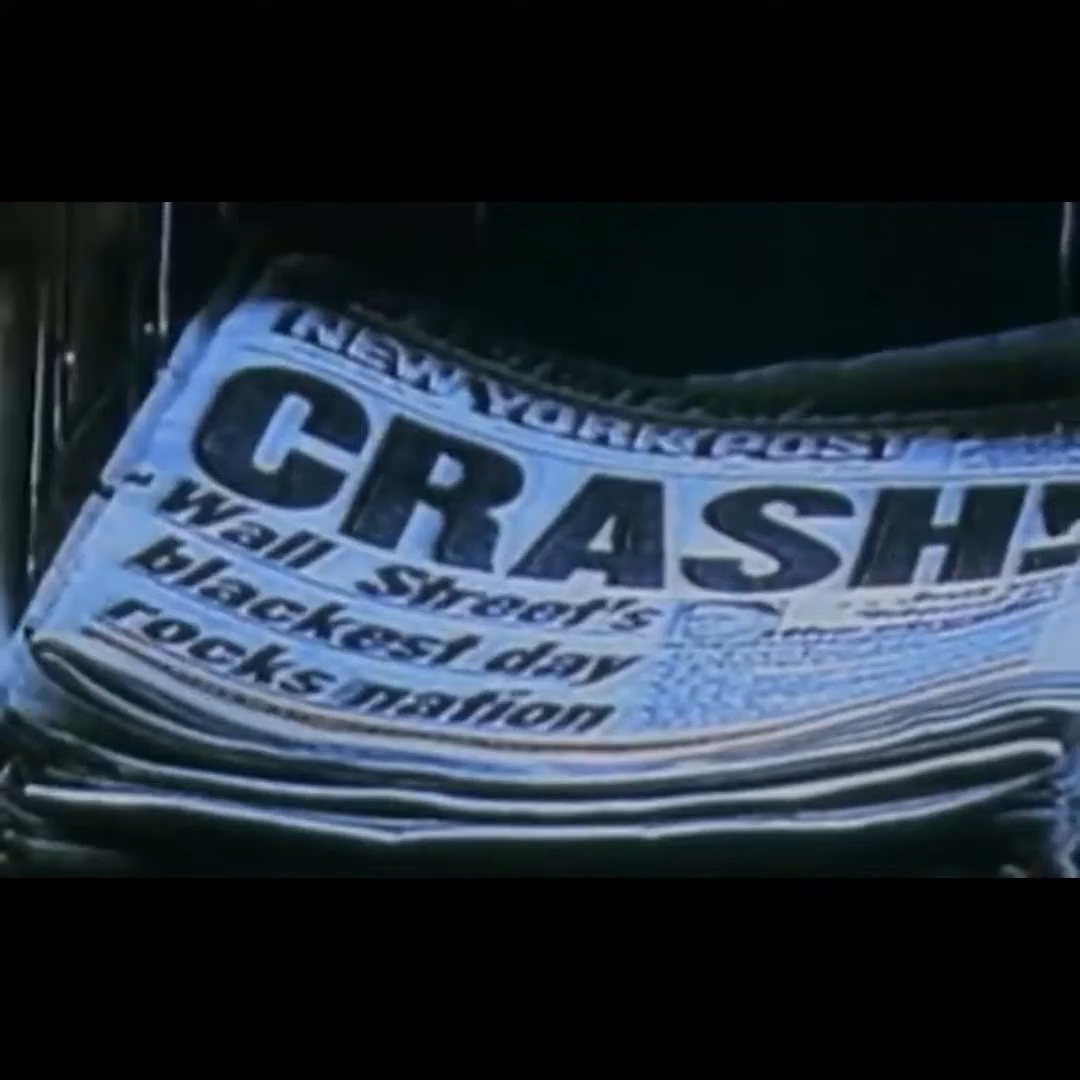 NEW YORK POST
CRASH!
Wall Street's
blackest day
rocks nation